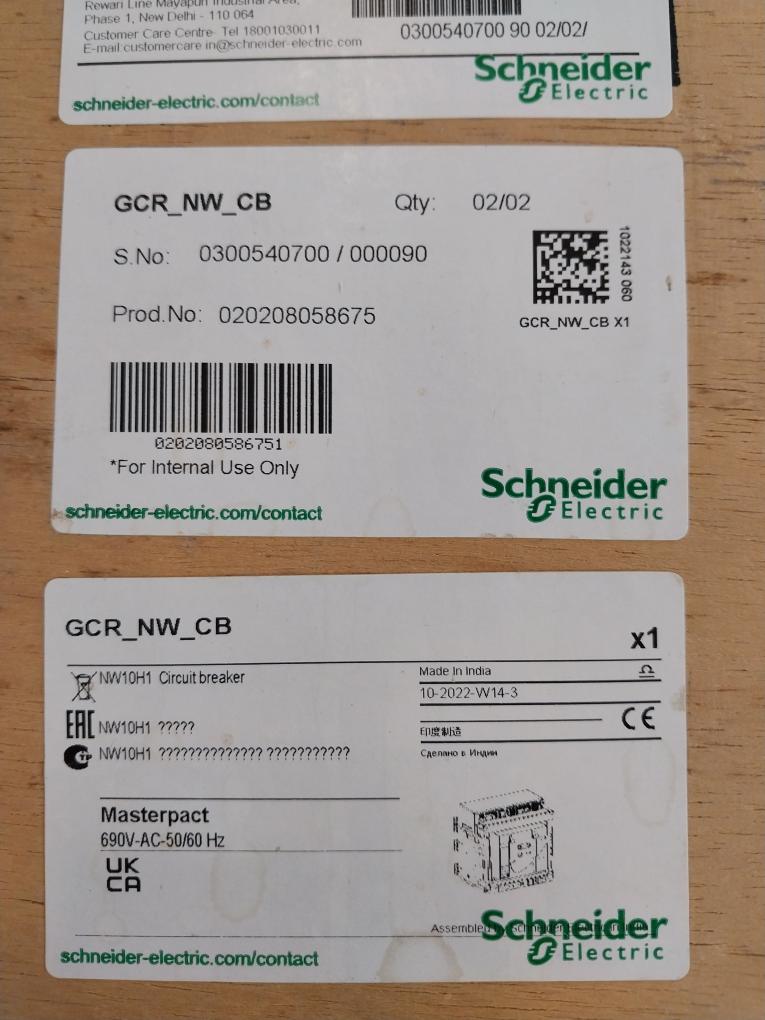 Rewari Line Mayapuri Industrial Area,
Phase 1, New Delhi - 110 064
Customer Care Centre- Tel 18001030011
E-mail:customercare.in@schneider-electric.com
0300540700 90 02/02/
Schneider
Electric
schneider-electric.com/contact
GCR_NW_CB Qty: 02/02
S.No: 0300540700 / 000090
1022143 060
Prod.No: 020208058675
GCR_NW_CB X1
0202080586751
*For Internal Use Only
Schneider
Electric
schneider-electric.com/contact
GCR_NW_CB
x1
NW10H1 Circuit breaker
Made In India
10-2022-W14-3
EAC NW10H1 ?????
CE
印度制造
NW10H1 ?????????????? ???????????
Сделано в Индии
Masterpact
690V-AC-50/60 Hz
UK
CA
Assembled
Schneider
Electric
schneider-electric.com/contact